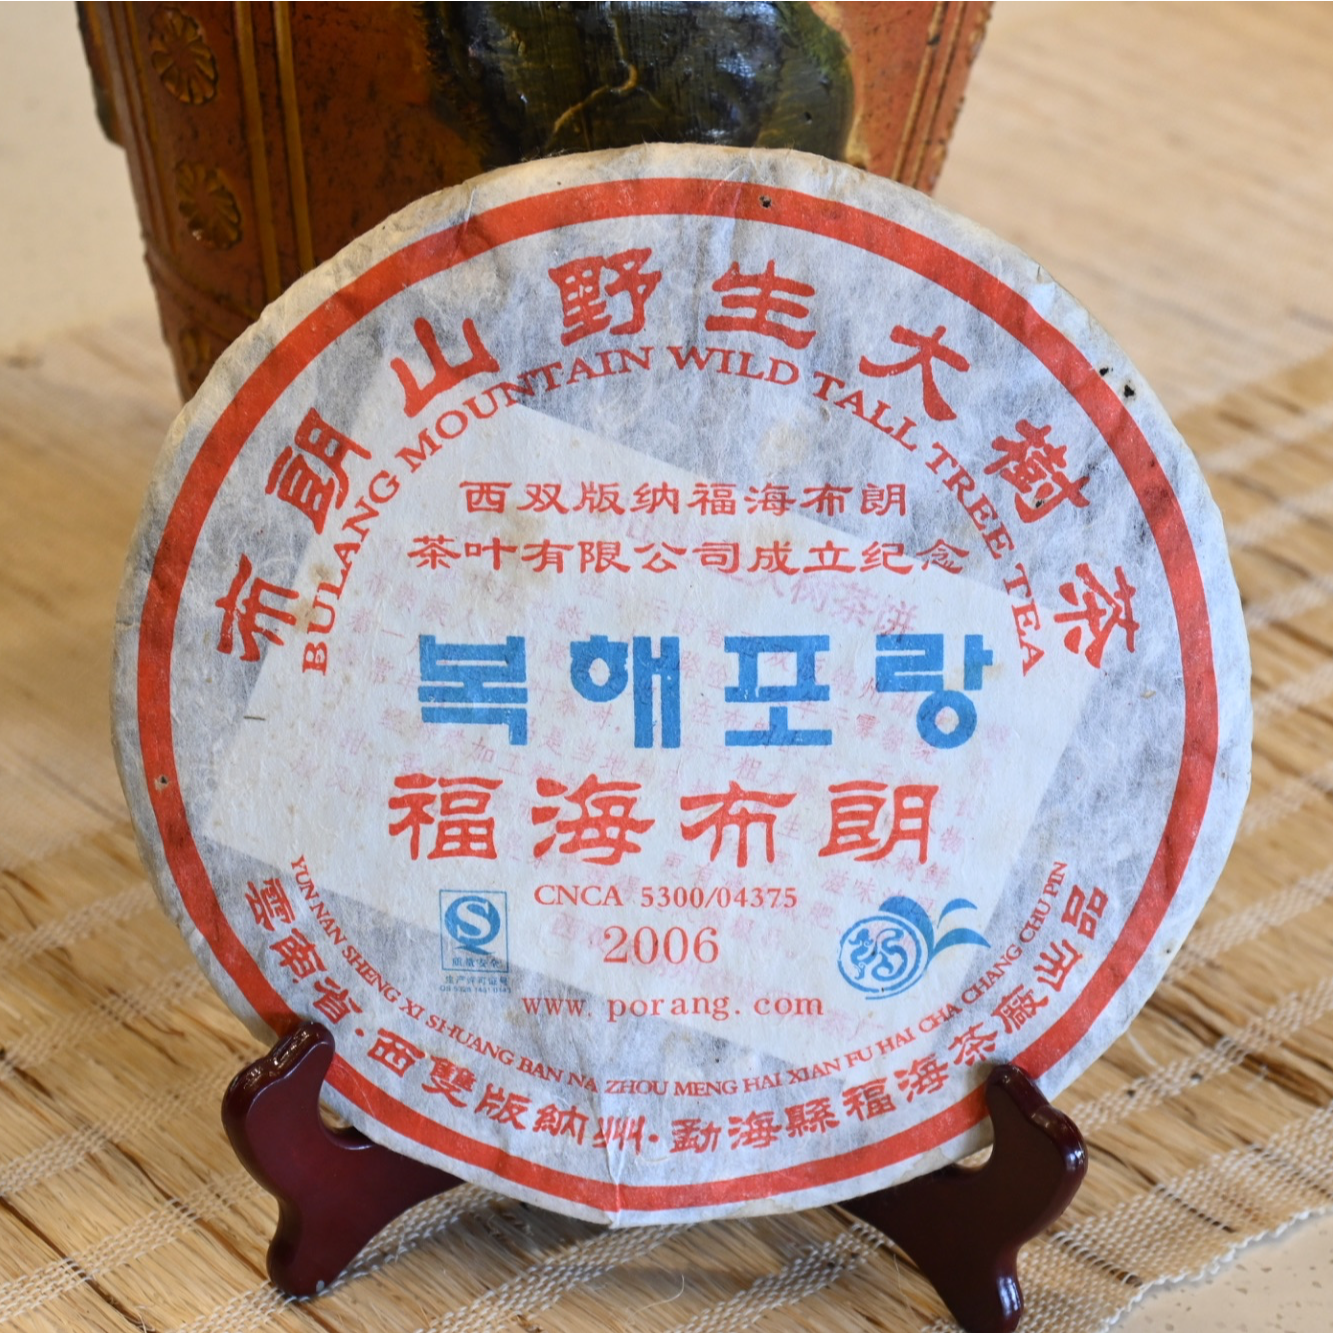 布朗山野生大樹茶
BULANG MOUNTAIN WILD TALL TREE TEA
西双版纳福海布朗
茶叶有限公司成立纪念
복해포랑
福海布朗
CNCA 5300/04375
质量安全
2006
www. porang. com
YUN NAN SHENG XI SHUANG BAN NA ZHOU MENG HAI XIAN FU HAI CHA CHANG CHU PIN
雲南省·西雙版納州·勐海縣福海茶廠出品